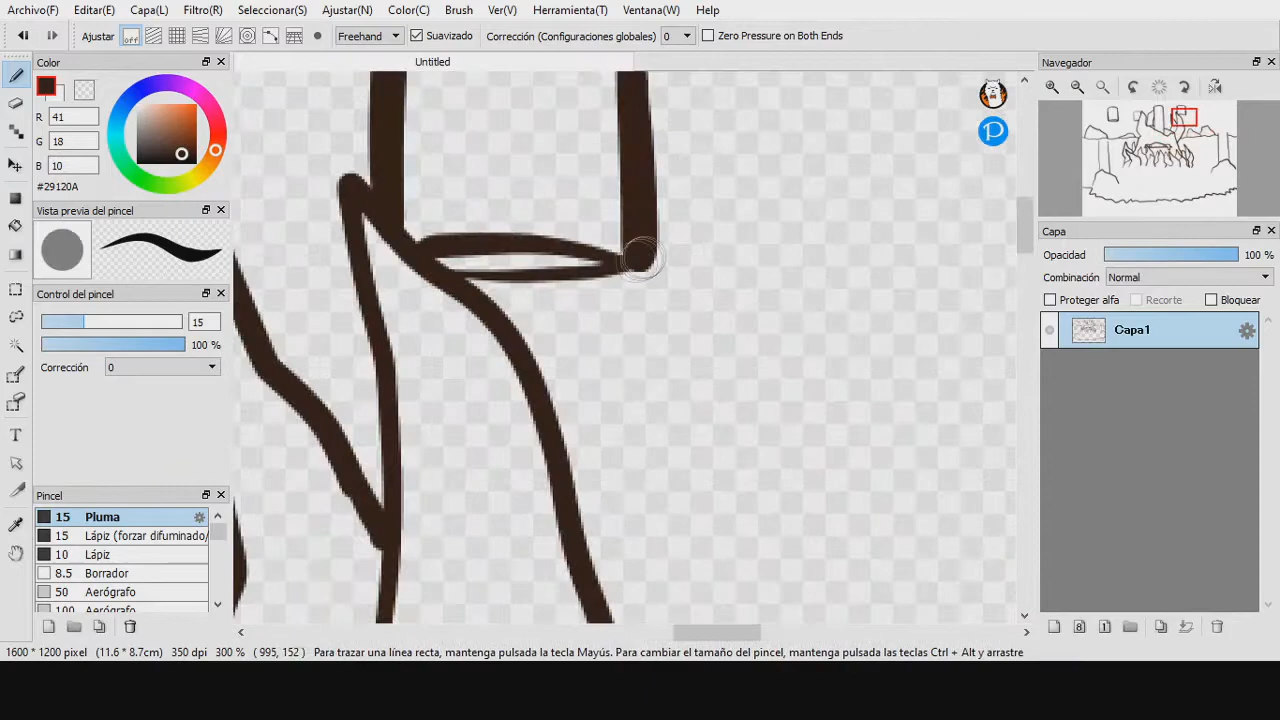 Archivo(F) Editar(E) Capa(L) Filtro(R) Seleccionar(S) Ajustar(N) Color(C) Brush Ver(V) Herramienta(T) Ventana(W) Help
Ajustar off Freehand Suavizado Corrección (Configuraciones globales) 0 Zero Pressure on Both Ends
Color
Untitled
Navegador
R 41
G 18
B 10
#29120A
P
Vista previa del pincel
Capa
Opacidad 100 %
Combinación Normal
Control del pincel
Proteger alfa Recorte Bloquear
15
Capa1
100 %
Corrección 0
Pincel
15 Pluma
15 Lápiz (forzar difuminado/
10 Lápiz
8.5 Borrador
50 Aerógrafo
100 Aerógrafo
8 1
1600 * 1200 pixel (11.6 * 8.7cm) 350 dpi 300 % ( 995, 152 ) Para trazar una línea recta, mantenga pulsada la tecla Mayús. Para cambiar el tamaño del pincel, mantenga pulsadas las teclas Ctrl + Alt y arrastre